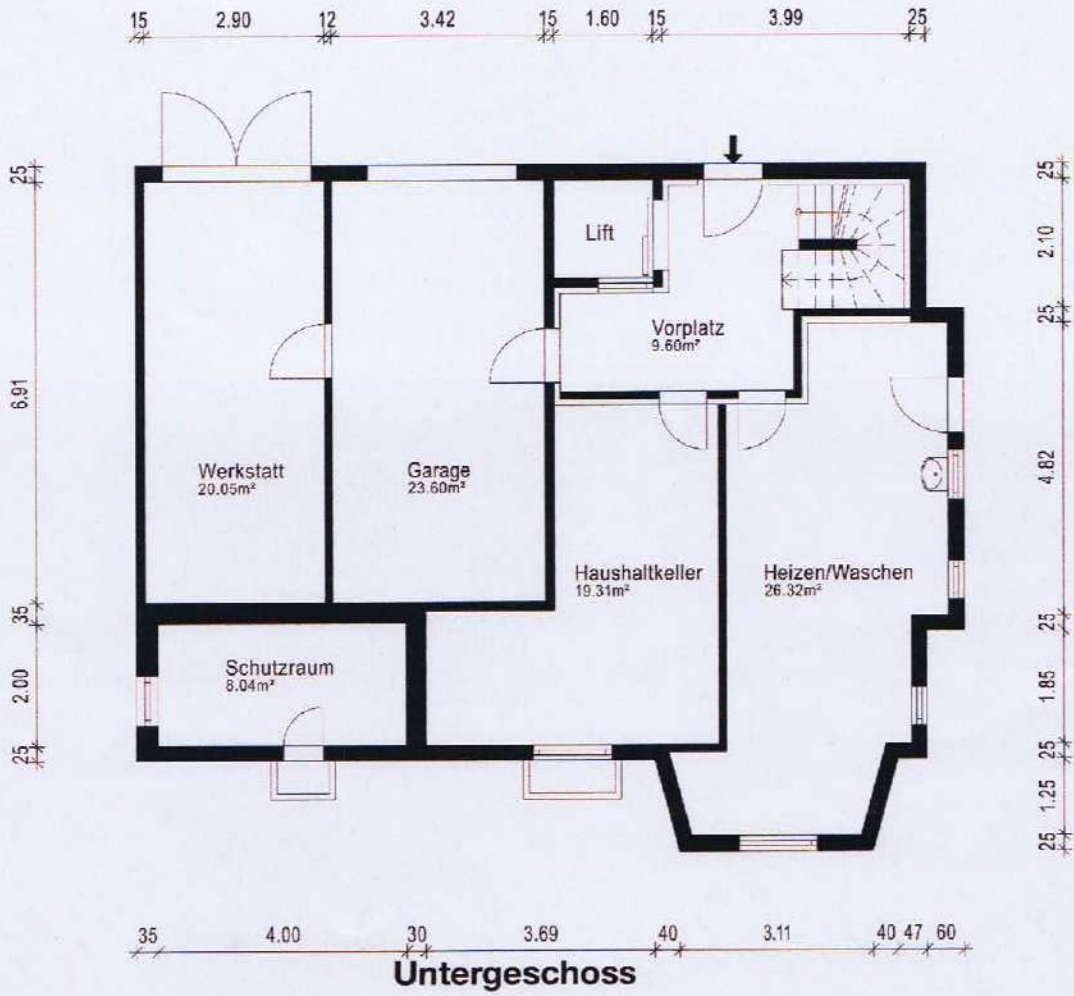 15 2.90 12 3.42 15 1.60 15 3.99 25
25
6.91
35
2.00
25
Lift
Vorplatz
9.60m²
Werkstatt
20.05m²
Garage
23.60m²
Haushaltkeller
19.31m²
Heizen/Waschen
26.32m²
Schutzraum
8.04m²
25
2.10
25
4.82
25
1.85
25
1.25
25
35 4.00 30 3.69 40 3.11 40 47 60
Untergeschoss